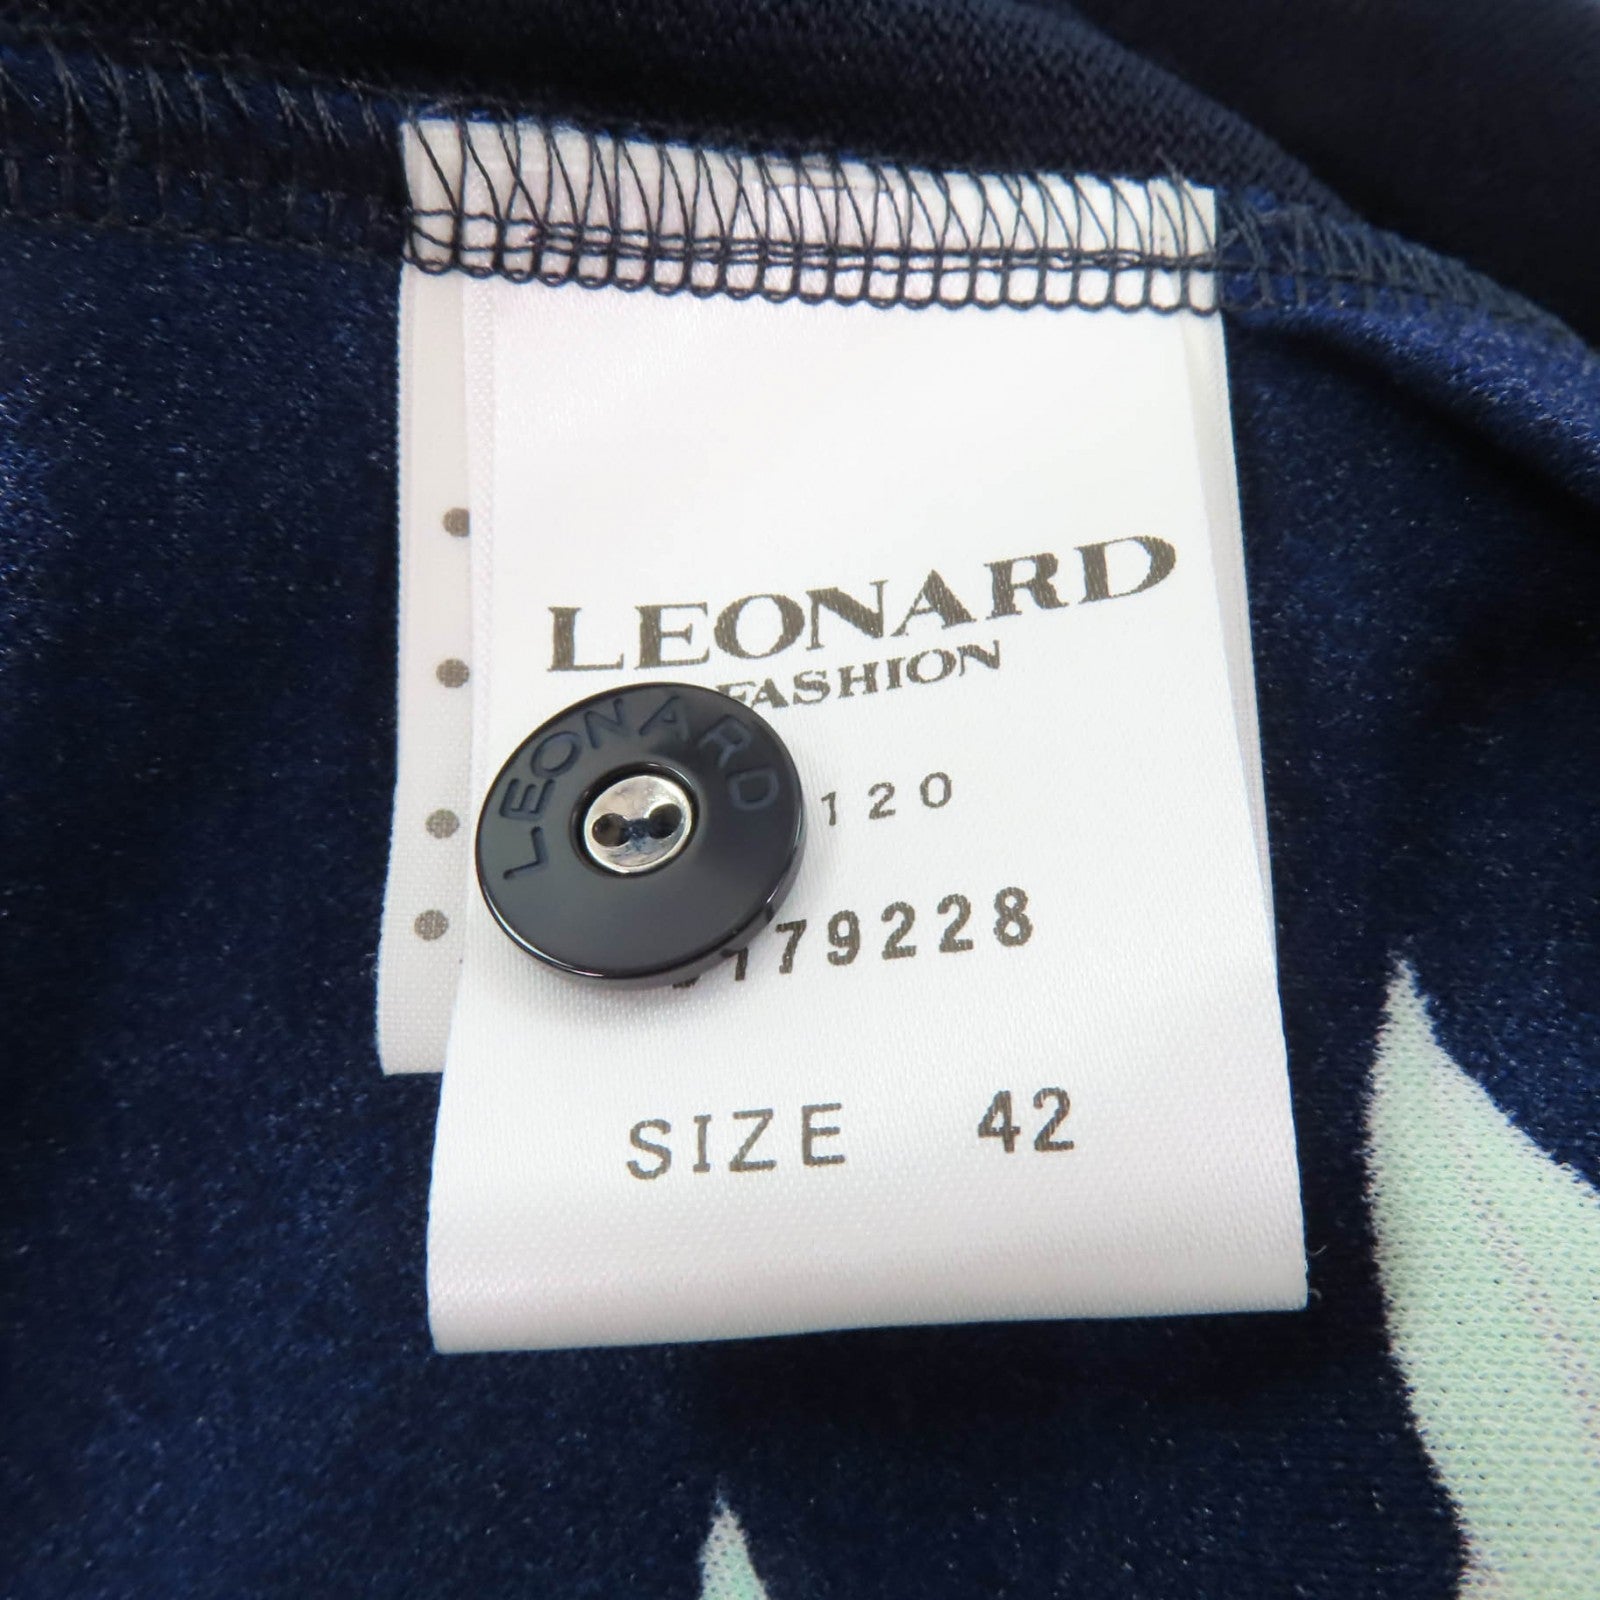 LEONARD
FASHION
LEONARD
120
179228
SIZE 42